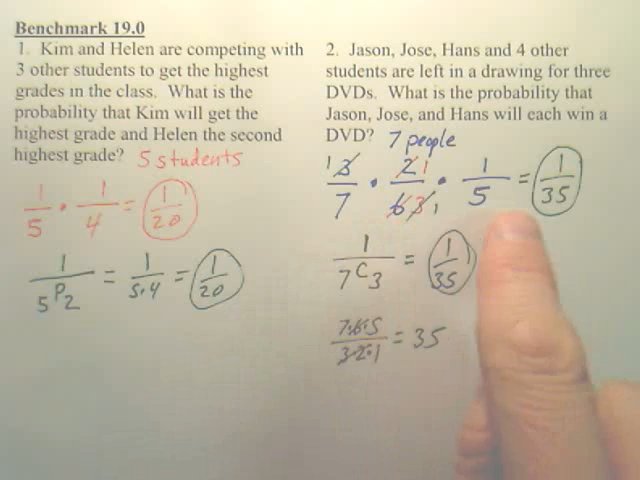 Benchmark 19.0
1. Kim and Helen are competing with
3 other students to get the highest
grades in the class. What is the
probability that Kim will get the
highest grade and Helen the second
highest grade? 5 students
1/5 · 1/4 = 1/20
1/5P2 = 1/5·4 = 1/20
2. Jason, Jose, Hans and 4 other
students are left in a drawing for three
DVDs. What is the probability that
Jason, Jose, and Hans will each win a
DVD? 7 people
1 3/7 · 2 1/6 3 1 · 1/5 = 1/35
1/7C3 = 1/35
7·6·5/3·2·1 = 35